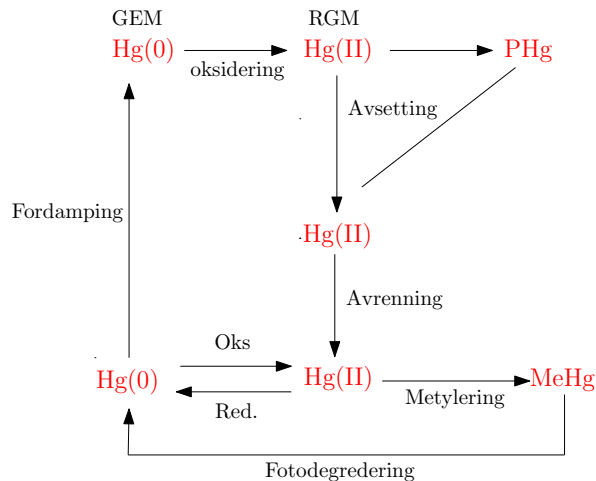 GEM
RGM
Hg(0)
Hg(II)
PHg
oksidering
Avsetting
Fordamping
Hg(II)
Avrenning
Oks
Hg(0)
Hg(II)
MeHg
Red.
Metylering
Fotodegredering